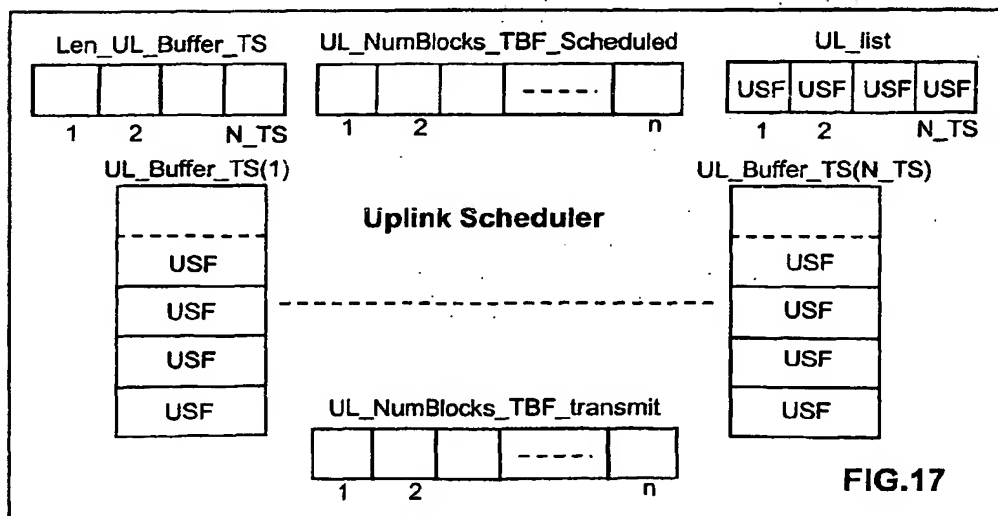 Len_UL_Buffer_TS UL_NumBlocks_TBF_Scheduled UL_list
USF USF USF USF
1 2 N_TS 1 2 n 1 2 N_TS
UL_Buffer_TS(1) UL_Buffer_TS(N_TS)
Uplink Scheduler
USF USF
USF USF
USF USF
USF USF
UL_NumBlocks_TBF_transmit
1 2 n
FIG.17